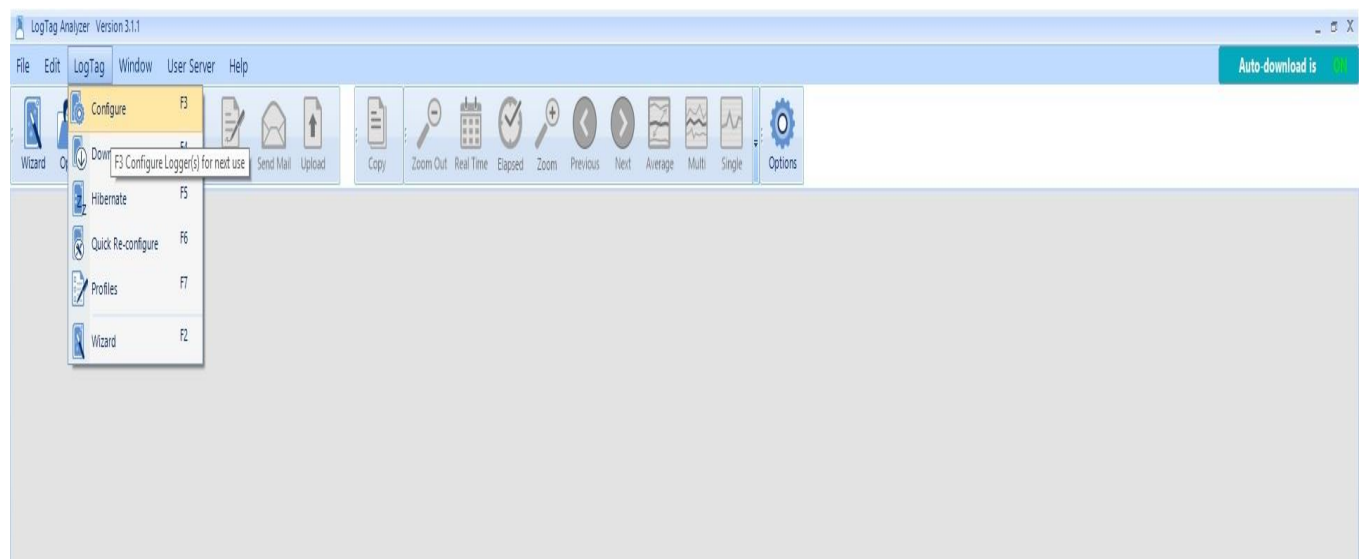 LogTag Analyzer Version 3.1.1
File Edit LogTag Window User Server Help
Auto-download is ON
Configure F3
F3 Configure Logger(s) for next use
Hibernate F5
Quick Re-configure F6
Profiles F7
Wizard F2
Wizard Send Mail Upload Copy Zoom Out Real Time Elapsed Zoom Previous Next Average Multi Single Options